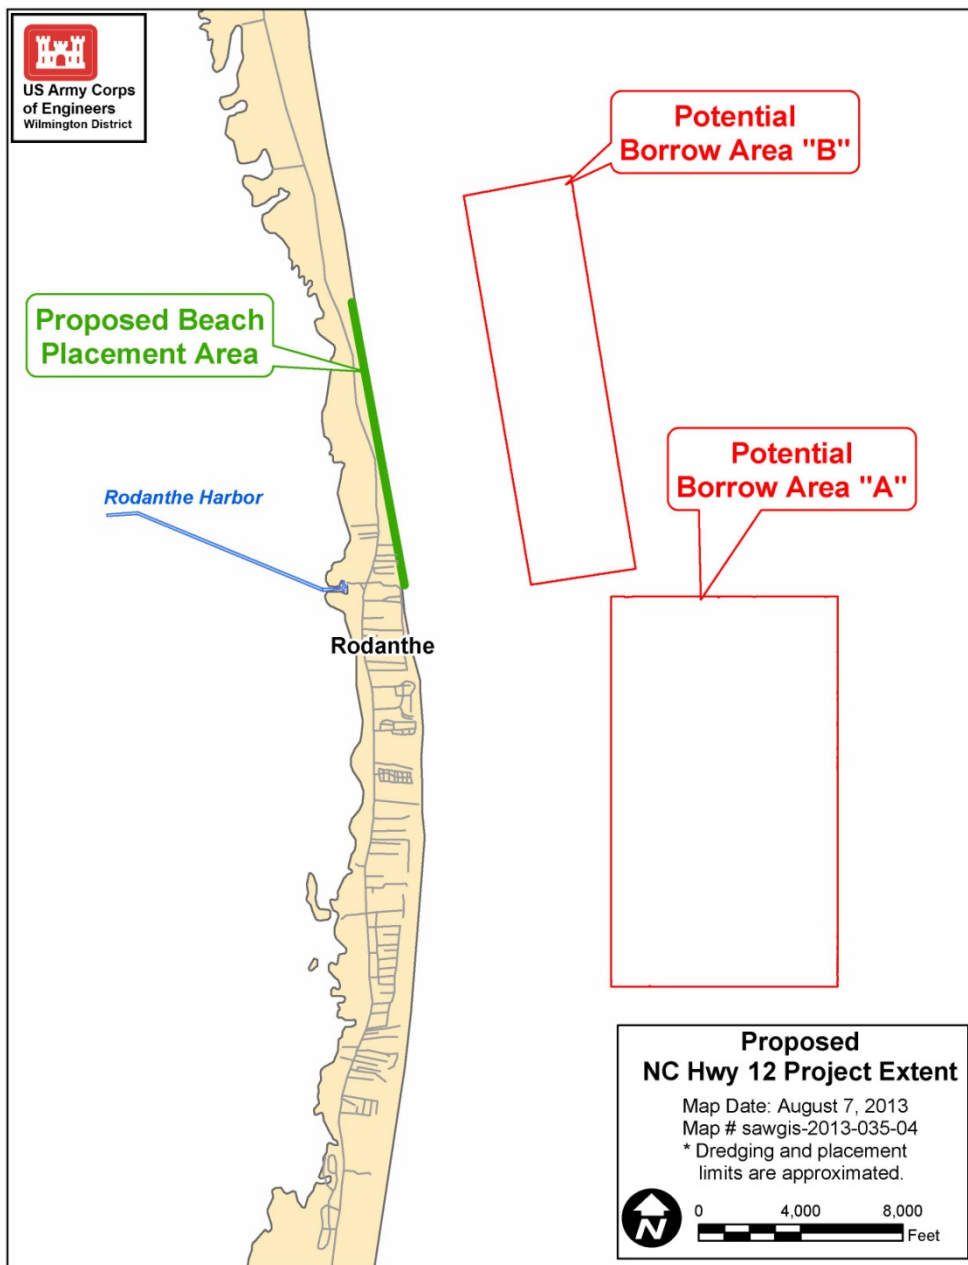 US Army Corps
of Engineers
Wilmington District
Potential
Borrow Area "B"
Proposed Beach
Placement Area
Potential
Borrow Area "A"
Rodanthe Harbor
Rodanthe
Proposed
NC Hwy 12 Project Extent
Map Date: August 7, 2013
Map # sawgis-2013-035-04
* Dredging and placement
limits are approximated.
N
0 4,000 8,000
Feet